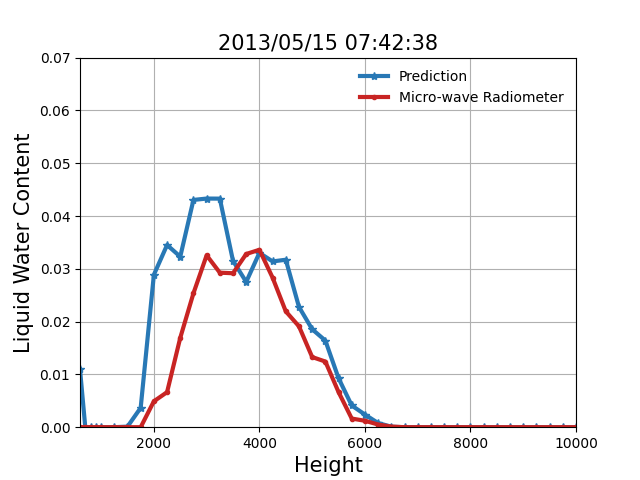 2013/05/15 07:42:38
0.07
0.06
0.05
0.04
0.03
0.02
0.01
0.00
Liquid Water Content
Prediction
Micro-wave Radiometer
2000 4000 6000 8000 10000
Height